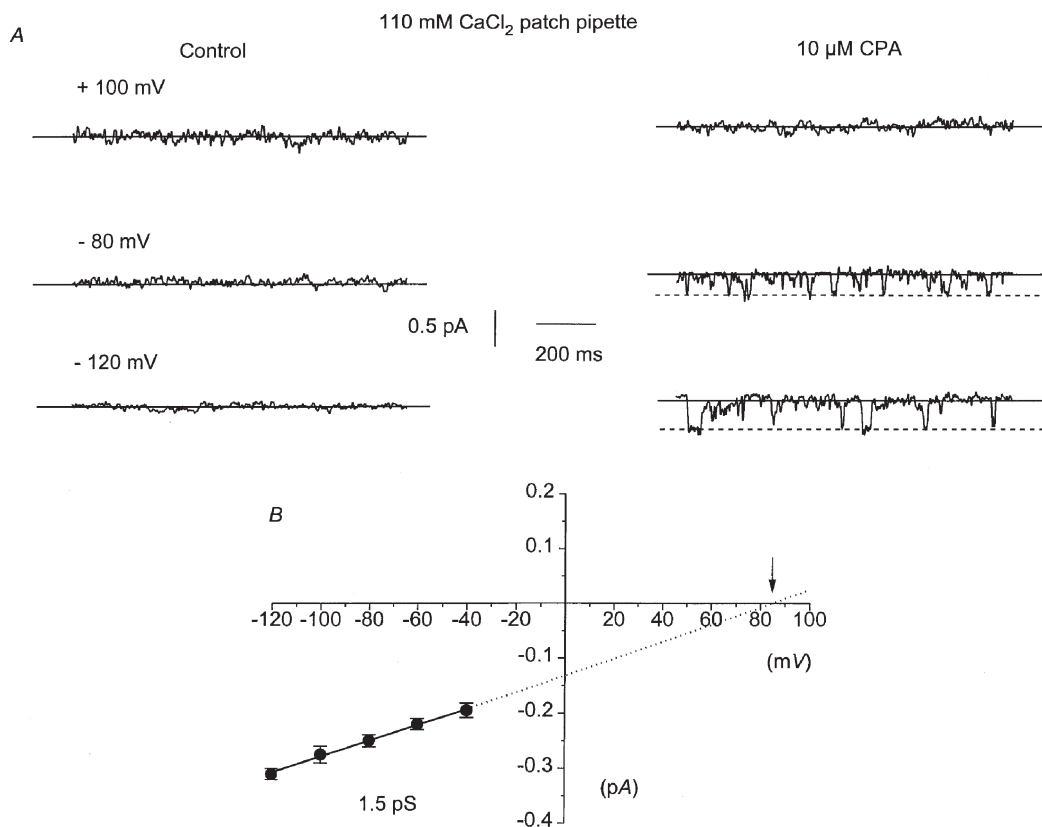 110 mM CaCl₂ patch pipette
A
Control
10 µM CPA
+ 100 mV
- 80 mV
0.5 pA
200 ms
- 120 mV
B
0.2
0.1
-120 -100 -80 -60 -40 -20 20 40 60 80 100
(mV)
-0.1
-0.2
-0.3
-0.4
(pA)
1.5 pS